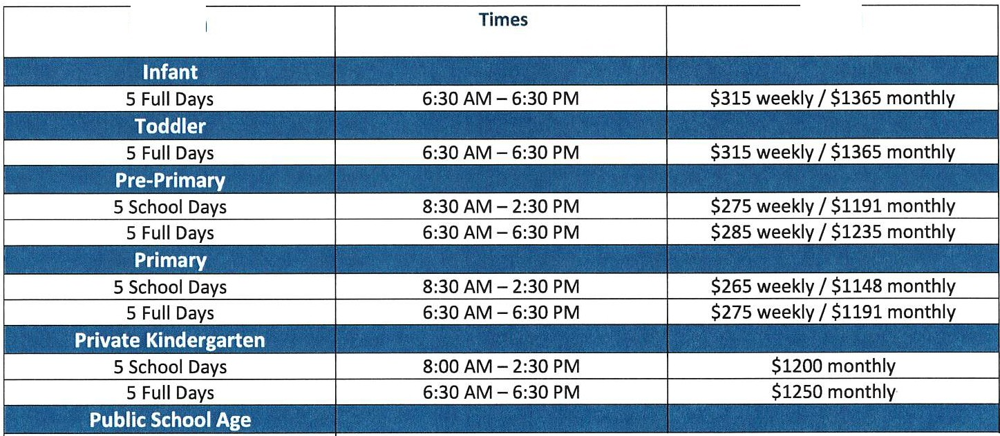 Times
Infant
5 Full Days 6:30 AM – 6:30 PM $315 weekly / $1365 monthly
Toddler
5 Full Days 6:30 AM – 6:30 PM $315 weekly / $1365 monthly
Pre-Primary
5 School Days 8:30 AM – 2:30 PM $275 weekly / $1191 monthly
5 Full Days 6:30 AM – 6:30 PM $285 weekly / $1235 monthly
Primary
5 School Days 8:30 AM – 2:30 PM $265 weekly / $1148 monthly
5 Full Days 6:30 AM – 6:30 PM $275 weekly / $1191 monthly
Private Kindergarten
5 School Days 8:00 AM – 2:30 PM $1200 monthly
5 Full Days 6:30 AM – 6:30 PM $1250 monthly
Public School Age